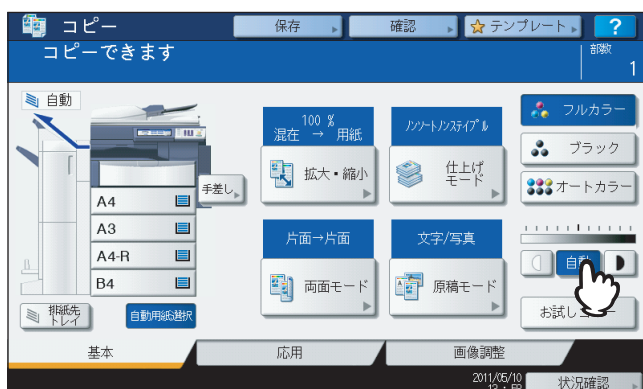 コピー
保存
確認
テンプレート
?
コピーできます
部数
1
自動
100 %
混在 → 用紙
ノンソートノンステイプル
フルカラー
拡大・縮小
仕上げ
モード
ブラック
手差し
オートカラー
A4
A3
片面→片面
文字/写真
A4-R
自動
B4
両面モード
原稿モード
排紙先
トレイ
自動用紙選択
お試し
基本
応用
画像調整
2011/05/10
状況確認